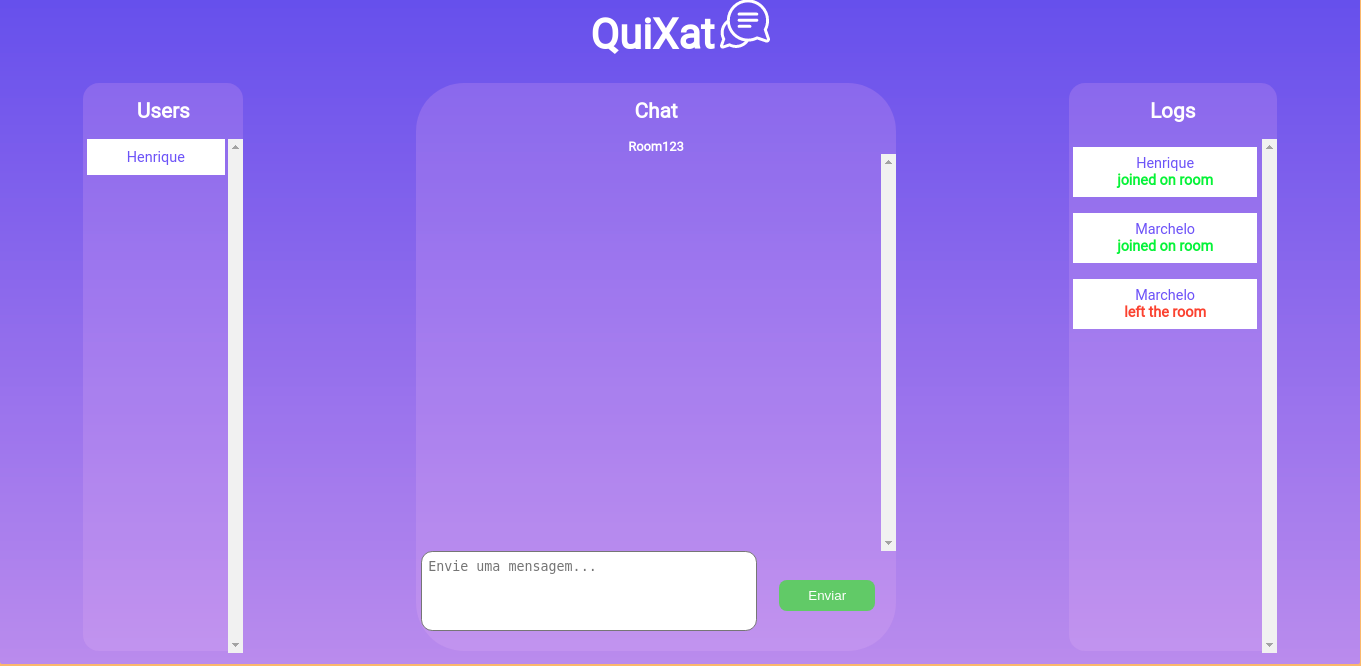 QuiXat
Users
Henrique
Chat
Room123
Envie uma mensagem...
Enviar
Logs
Henrique
joined on room
Marchelo
joined on room
Marchelo
left the room